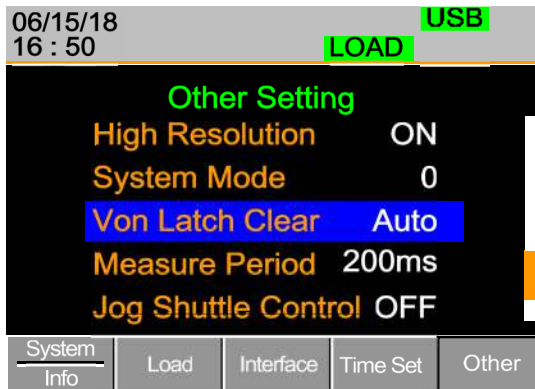 06/15/18 USB
16 : 50 LOAD
Other Setting
High Resolution ON
System Mode 0
Von Latch Clear Auto
Measure Period 200ms
Jog Shuttle Control OFF
System
Info Load Interface Time Set Other